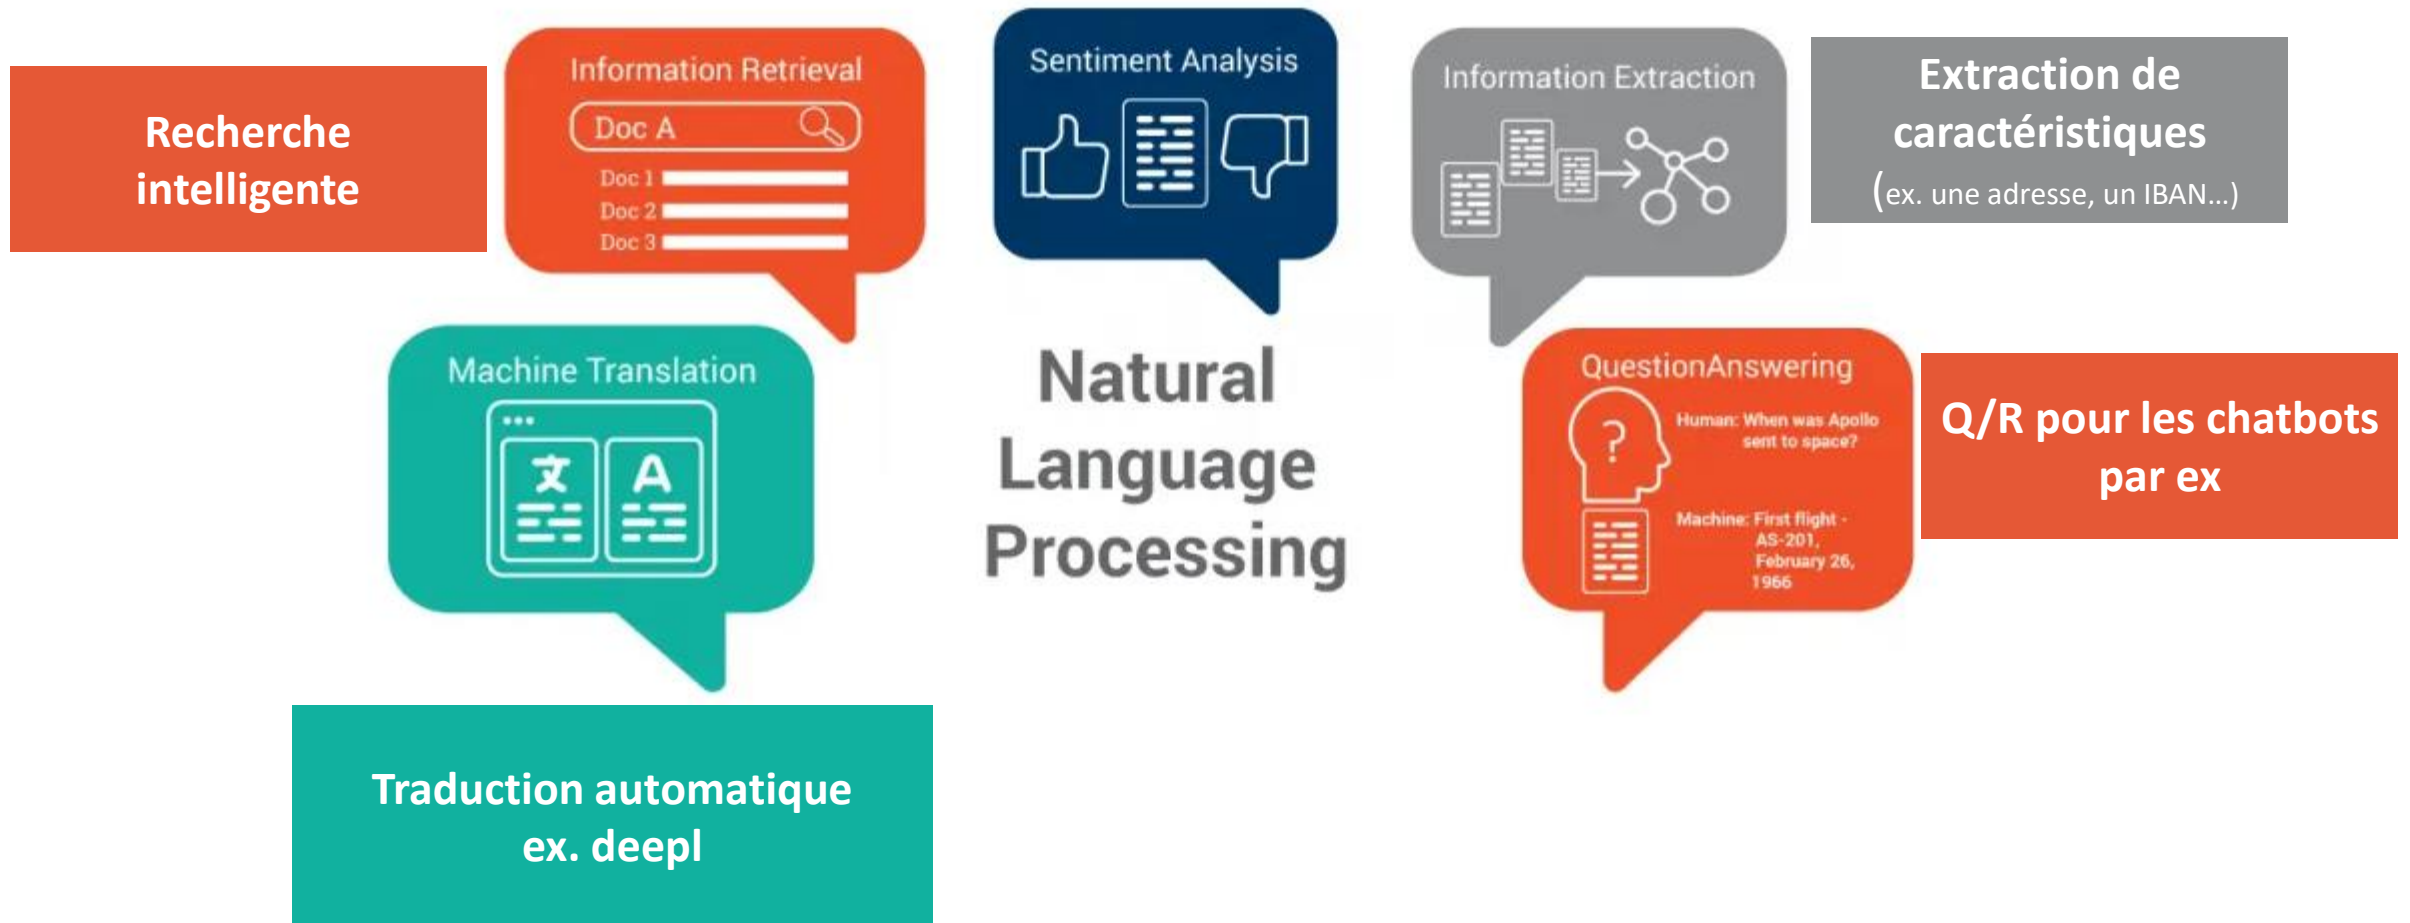 Recherche
intelligente
Information Retrieval
Doc A
Doc 1
Doc 2
Doc 3
Sentiment Analysis
Information Extraction
Extraction de
caractéristiques
(ex. une adresse, un IBAN…)
Machine Translation
文 A
Natural
Language
Processing
QuestionAnswering
?
Human: When was Apollo
sent to space?
Machine: First flight -
AS-201,
February 26,
1966
Q/R pour les chatbots
par ex
Traduction automatique
ex. deepl